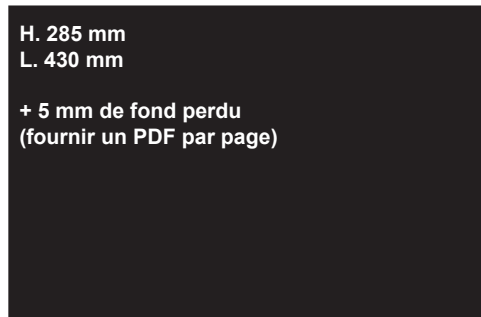 H. 285 mm
L. 430 mm
+ 5 mm de fond perdu
(fournir un PDF par page)